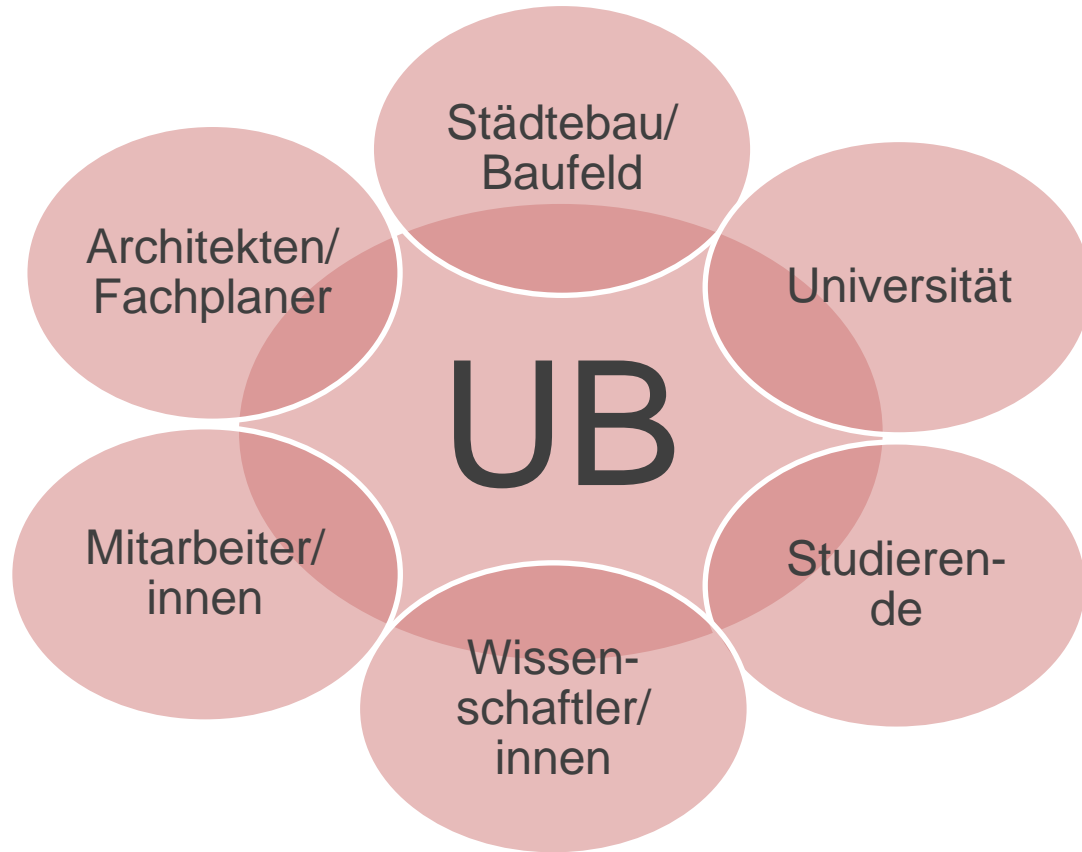 Städtebau/
Baufeld
Architekten/
Fachplaner
Universität
UB
Mitarbeiter/
innen
Studieren-
de
Wissen-
schaftler/
innen